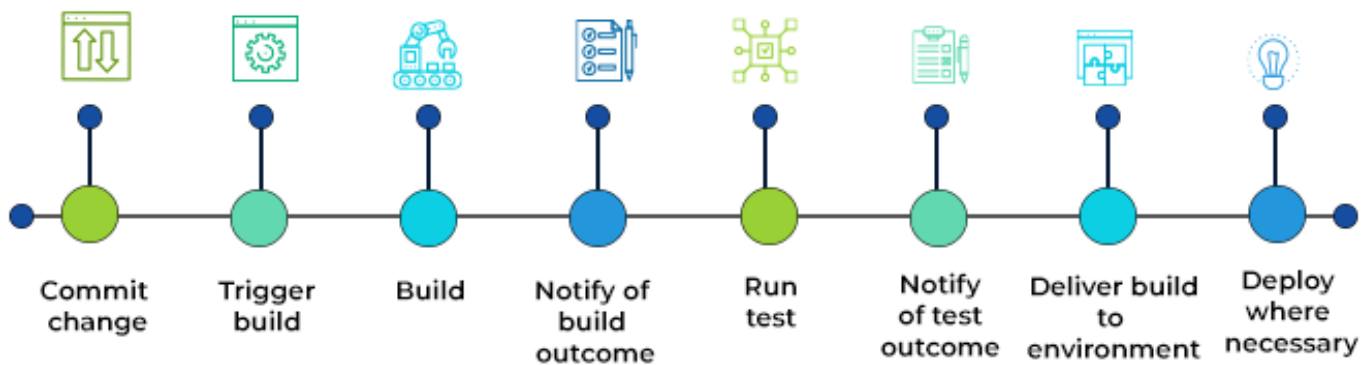 Commit
change
Trigger
build
Build
Notify of
build
outcome
Run
test
Notify
of test
outcome
Deliver build
to
environment
Deploy
where
necessary